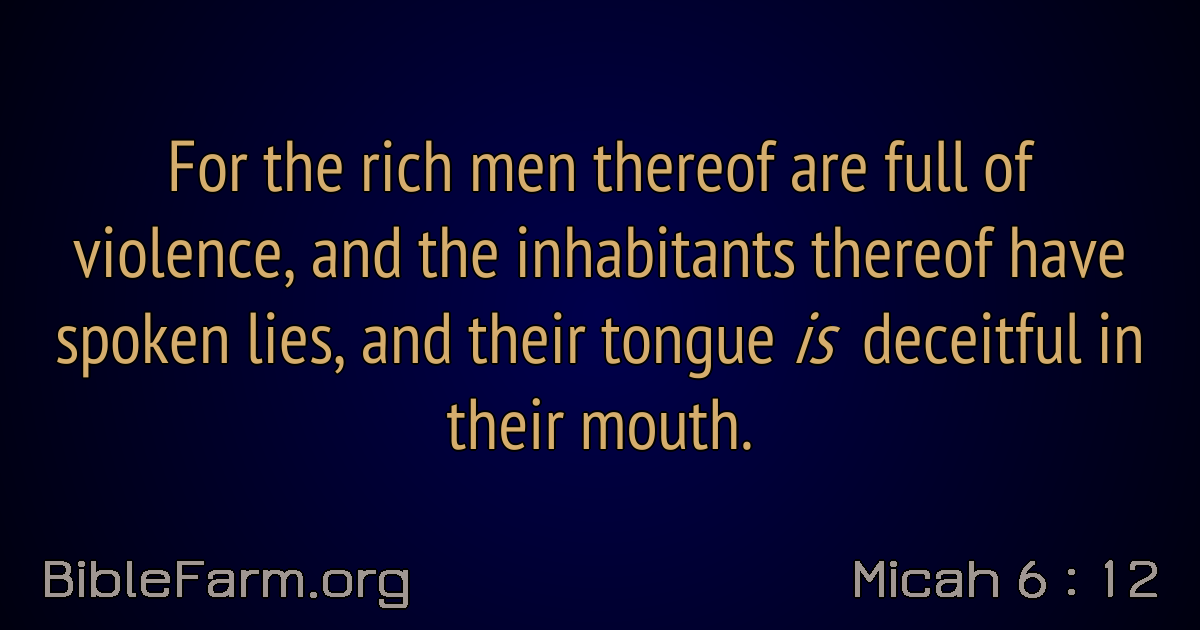 For the rich men thereof are full of
violence, and the inhabitants thereof have
spoken lies, and their tongue is deceitful in
their mouth.
BibleFarm.org
Micah 6 : 12